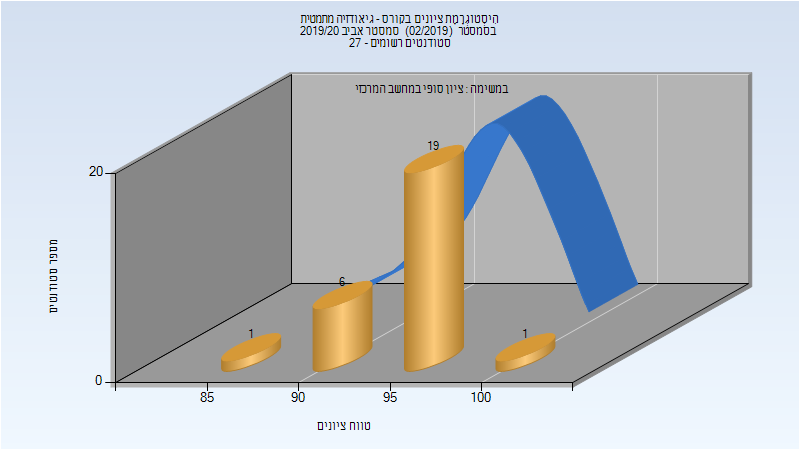 היסטוגרמת ציונים בקורס - גיאודזיה מתמטית
בסמסטר (02/2019) סמסטר אביב 2019/20
סטודנטים רשומים - 27
במשימה : ציון סופי במחשב המרכזי
20
19
6
1
1
0
85
90
95
100
מספר סטודנטים
טווח ציונים